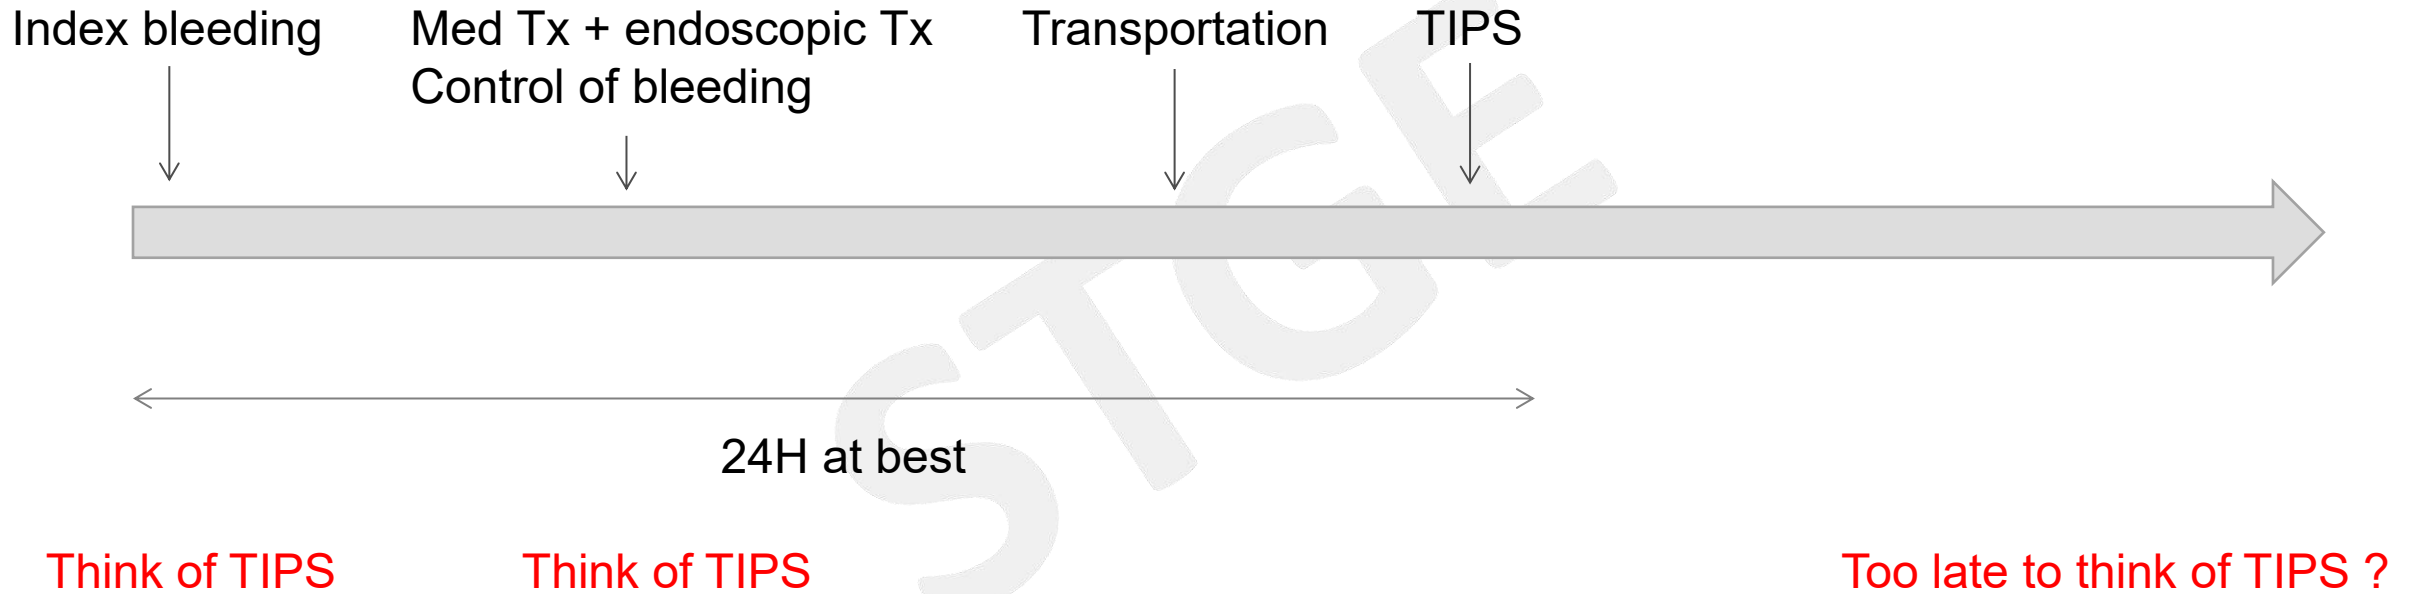 Index bleeding
Med Tx + endoscopic Tx
Control of bleeding
Transportation
TIPS
STGE
24H at best
Think of TIPS
Think of TIPS
Too late to think of TIPS ?